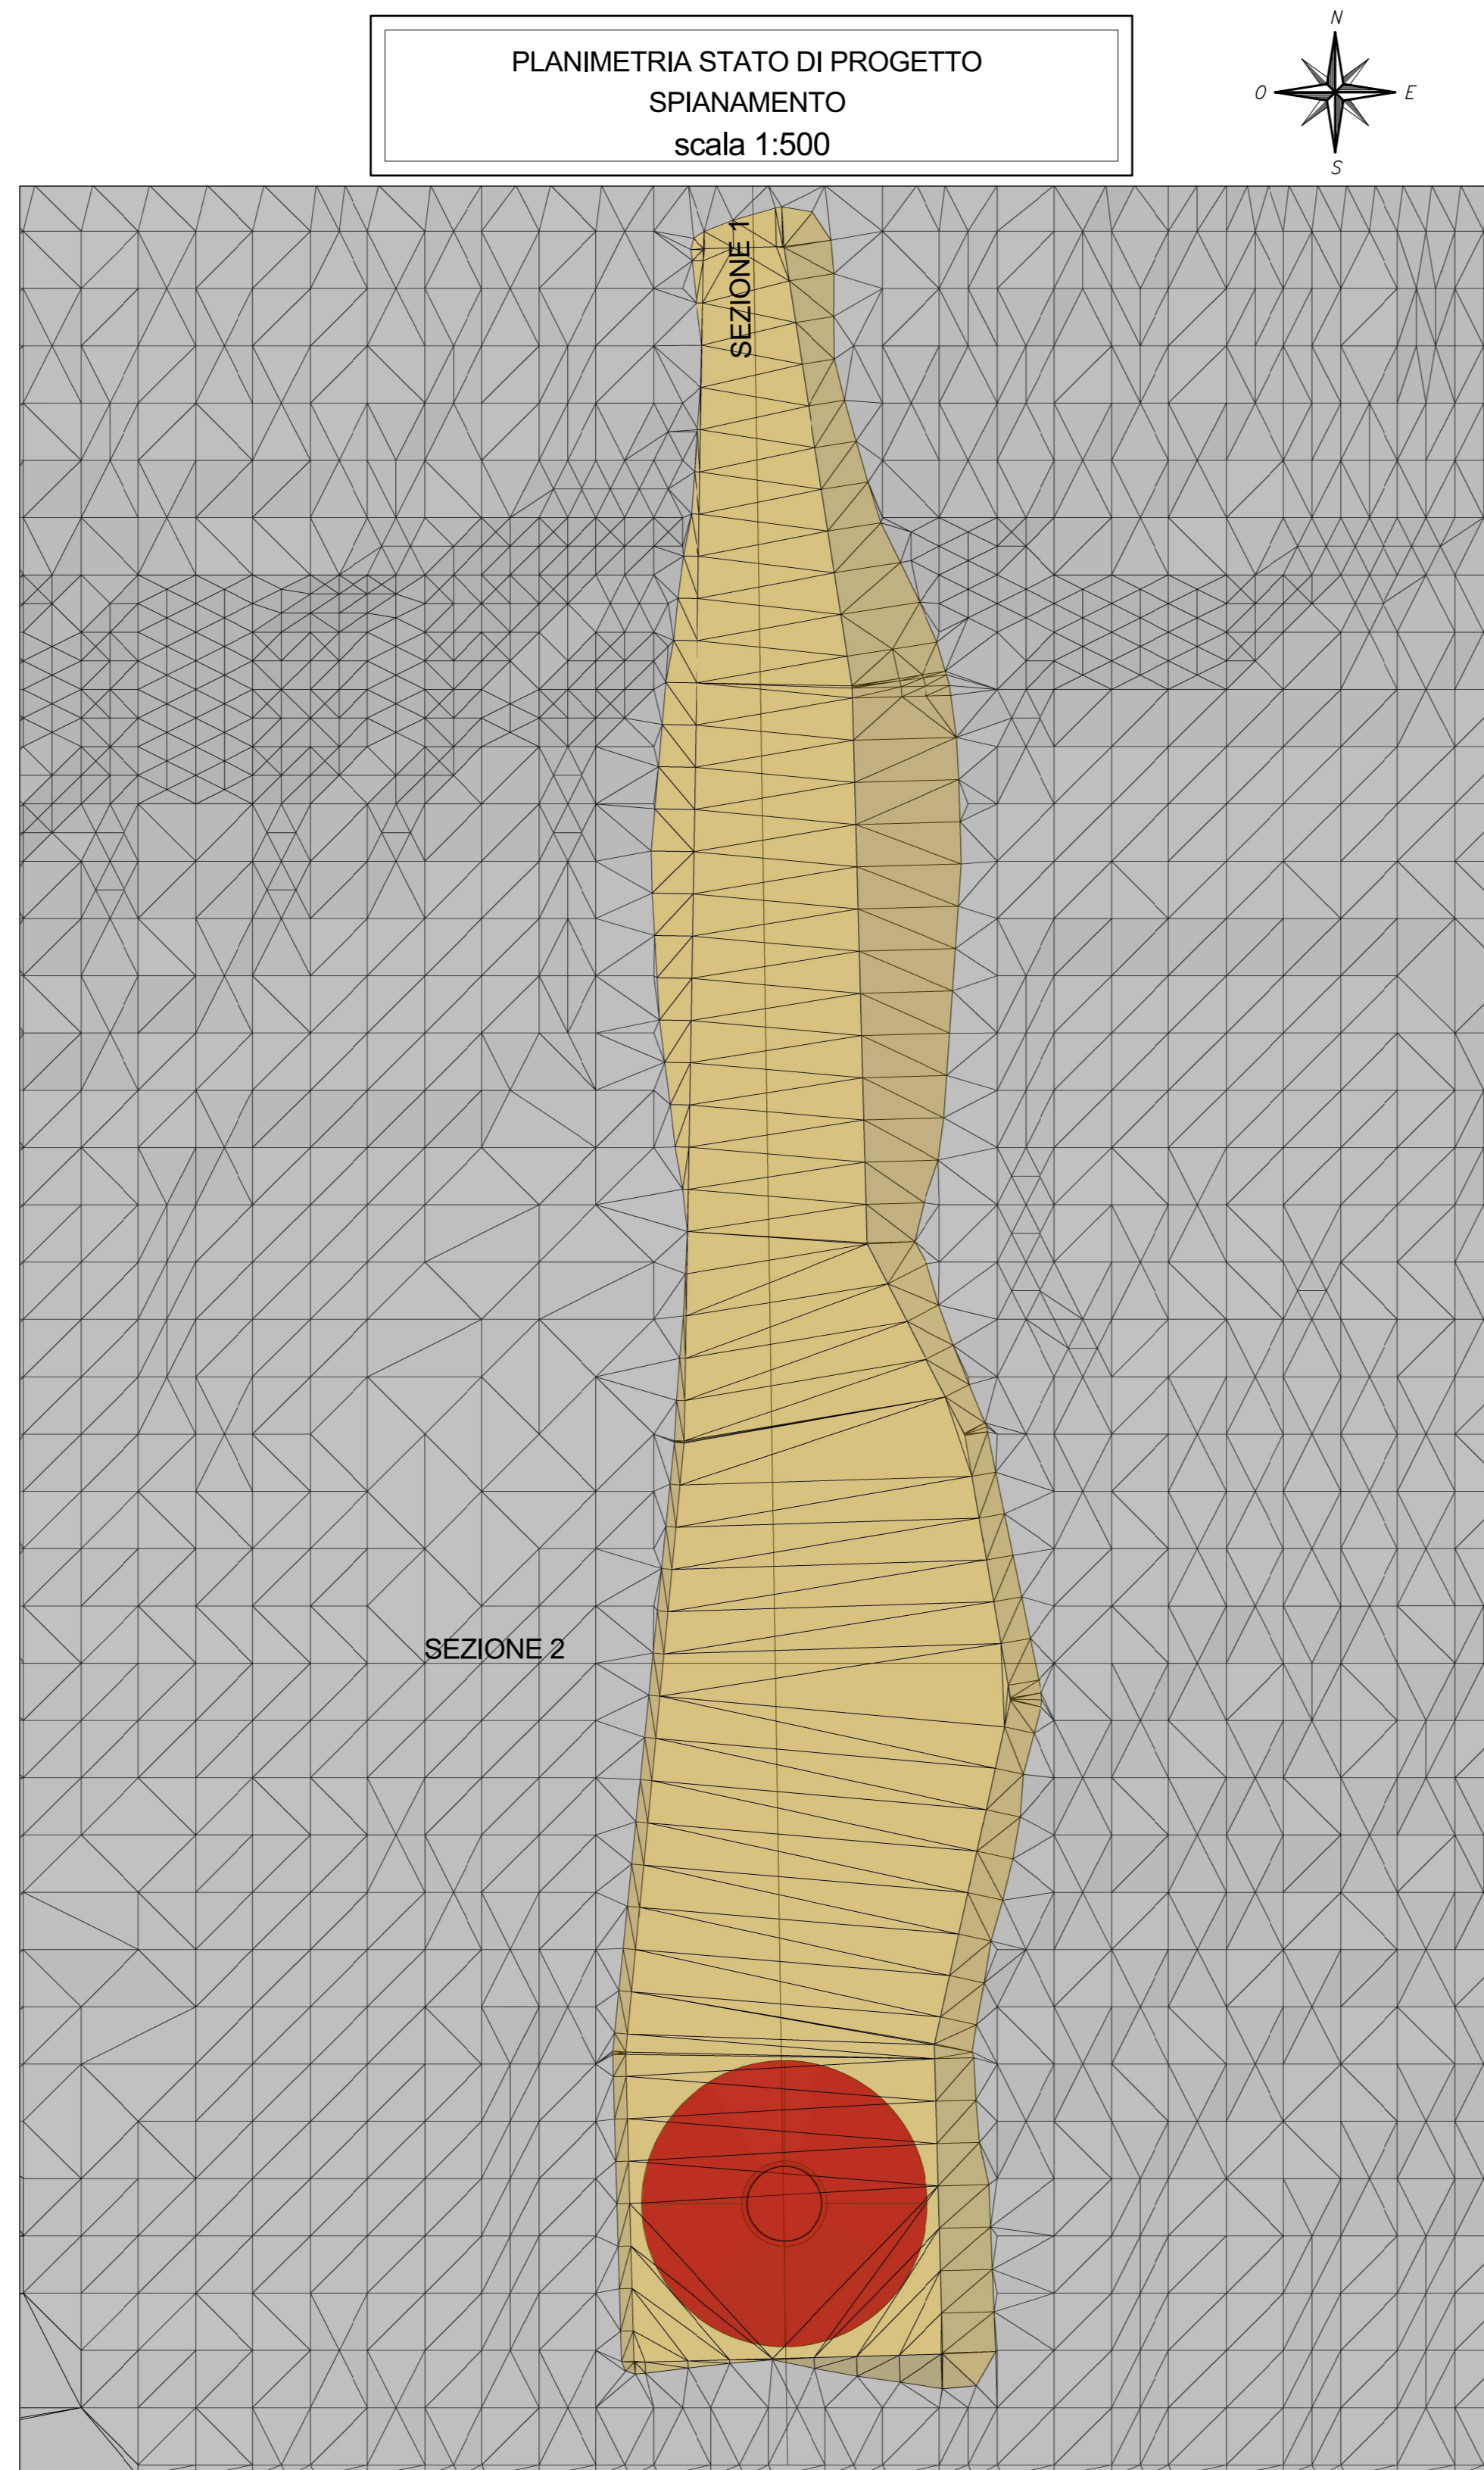 PLANIMETRIA STATO DI PROGETTO
SPIANAMENTO
scala 1:500
N
O
E
S
SEZIONE 1
SEZIONE 2